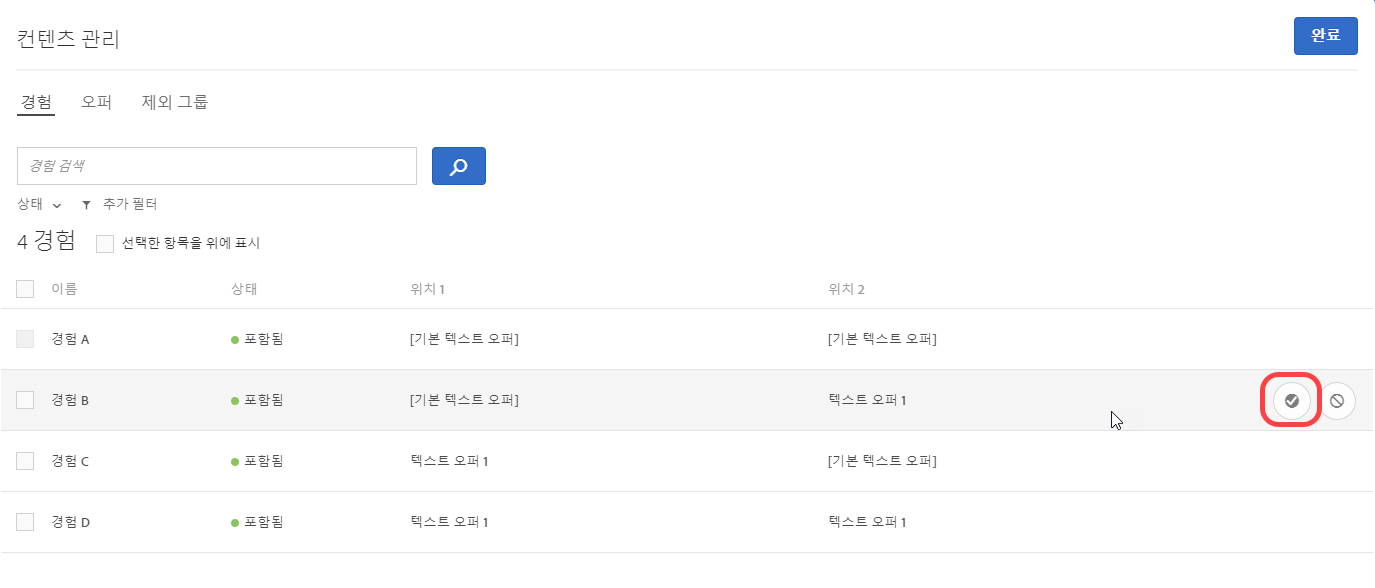 컨텐츠 관리
완료
경험 오퍼 제외 그룹
경험 검색
상태 추가 필터
4 경험 선택한 항목을 위에 표시
이름 상태 위치 1 위치 2
경험 A 포함됨 [기본 텍스트 오퍼] [기본 텍스트 오퍼]
경험 B 포함됨 [기본 텍스트 오퍼] 텍스트 오퍼 1
경험 C 포함됨 텍스트 오퍼 1 [기본 텍스트 오퍼]
경험 D 포함됨 텍스트 오퍼 1 텍스트 오퍼 1